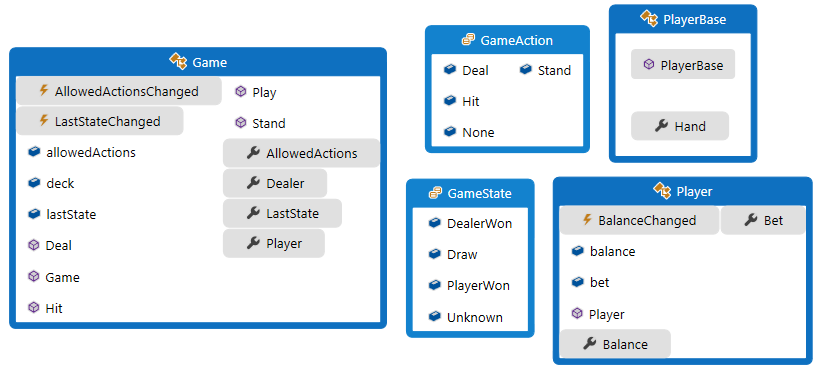 Game
AllowedActionsChanged
LastStateChanged
allowedActions
deck
lastState
Deal
Game
Hit
Play
Stand
AllowedActions
Dealer
LastState
Player
GameAction
Deal
Hit
None
Stand
PlayerBase
PlayerBase
Hand
GameState
DealerWon
Draw
PlayerWon
Unknown
Player
BalanceChanged
balance
bet
Player
Balance
Bet